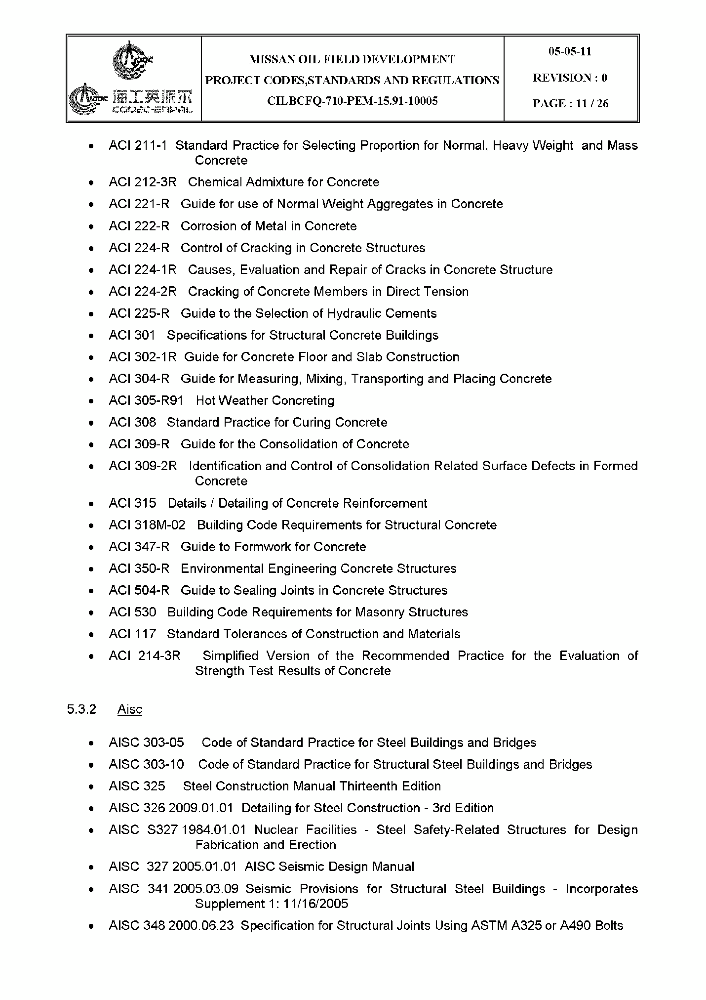 MISSAN OIL FIELD DEVELOPMENT
PROJECT CODES,STANDARDS AND REGULATIONS
CILBCFQ-710-PEM-15.91-10005
05-05-11
REVISION : 0
PAGE : 11 / 26
海工英派尔
COOEC-ENPAL
• ACI 211-1 Standard Practice for Selecting Proportion for Normal, Heavy Weight and Mass
Concrete
• ACI 212-3R Chemical Admixture for Concrete
• ACI 221-R Guide for use of Normal Weight Aggregates in Concrete
• ACI 222-R Corrosion of Metal in Concrete
• ACI 224-R Control of Cracking in Concrete Structures
• ACI 224-1R Causes, Evaluation and Repair of Cracks in Concrete Structure
• ACI 224-2R Cracking of Concrete Members in Direct Tension
• ACI 225-R Guide to the Selection of Hydraulic Cements
• ACI 301 Specifications for Structural Concrete Buildings
• ACI 302-1R Guide for Concrete Floor and Slab Construction
• ACI 304-R Guide for Measuring, Mixing, Transporting and Placing Concrete
• ACI 305-R91 Hot Weather Concreting
• ACI 308 Standard Practice for Curing Concrete
• ACI 309-R Guide for the Consolidation of Concrete
• ACI 309-2R Identification and Control of Consolidation Related Surface Defects in Formed
Concrete
• ACI 315 Details / Detailing of Concrete Reinforcement
• ACI 318M-02 Building Code Requirements for Structural Concrete
• ACI 347-R Guide to Formwork for Concrete
• ACI 350-R Environmental Engineering Concrete Structures
• ACI 504-R Guide to Sealing Joints in Concrete Structures
• ACI 530 Building Code Requirements for Masonry Structures
• ACI 117 Standard Tolerances of Construction and Materials
• ACI 214-3R Simplified Version of the Recommended Practice for the Evaluation of
Strength Test Results of Concrete
5.3.2 Aisc
• AISC 303-05 Code of Standard Practice for Steel Buildings and Bridges
• AISC 303-10 Code of Standard Practice for Structural Steel Buildings and Bridges
• AISC 325 Steel Construction Manual Thirteenth Edition
• AISC 326 2009.01.01 Detailing for Steel Construction - 3rd Edition
• AISC S327 1984.01.01 Nuclear Facilities - Steel Safety-Related Structures for Design
Fabrication and Erection
• AISC 327 2005.01.01 AISC Seismic Design Manual
• AISC 341 2005.03.09 Seismic Provisions for Structural Steel Buildings - Incorporates
Supplement 1: 11/16/2005
• AISC 348 2000.06.23 Specification for Structural Joints Using ASTM A325 or A490 Bolts